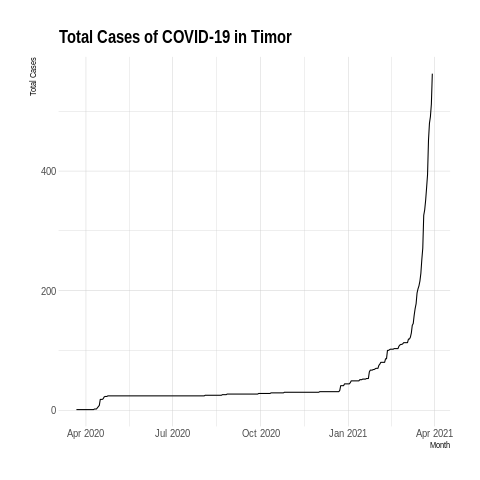 Total Cases of COVID-19 in Timor
Total Cases
400
200
0
Apr 2020
Jul 2020
Oct 2020
Jan 2021
Apr 2021
Month